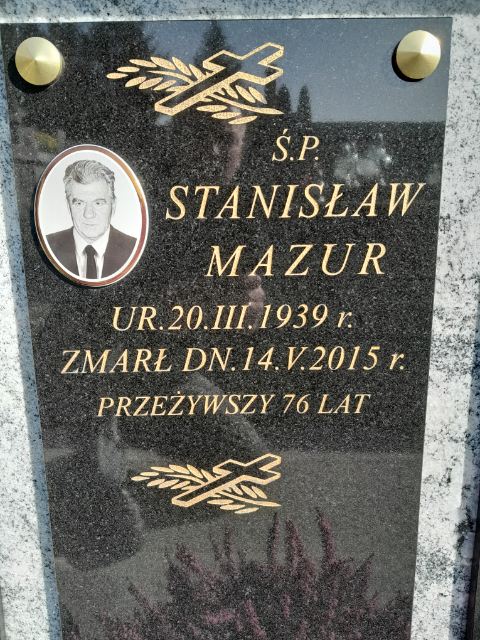 Ś.P.
STANISŁAW
MAZUR
UR.20.III.1939 r.
ZMARŁ DN.14.V.2015 r.
PRZEŻYWSZY 76 LAT